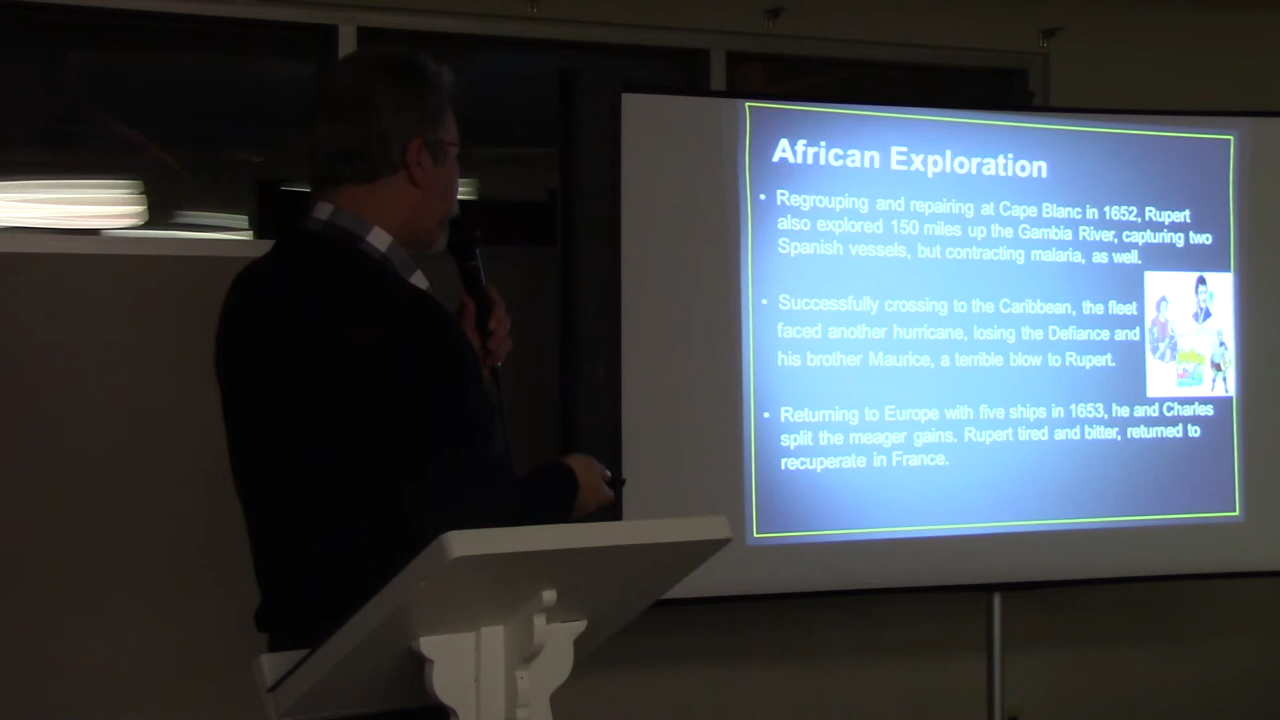 African Exploration
• Regrouping and repairing at Cape Blanc in 1652, Rupert
also explored 150 miles up the Gambia River, capturing two
Spanish vessels, but contracting malaria, as well.
• Successfully crossing to the Caribbean, the fleet
faced another hurricane, losing the Defiance and
his brother Maurice, a terrible blow to Rupert.
• Returning to Europe with five ships in 1653, he and Charles
split the meager gains. Rupert tired and bitter, returned to
recuperate in France.